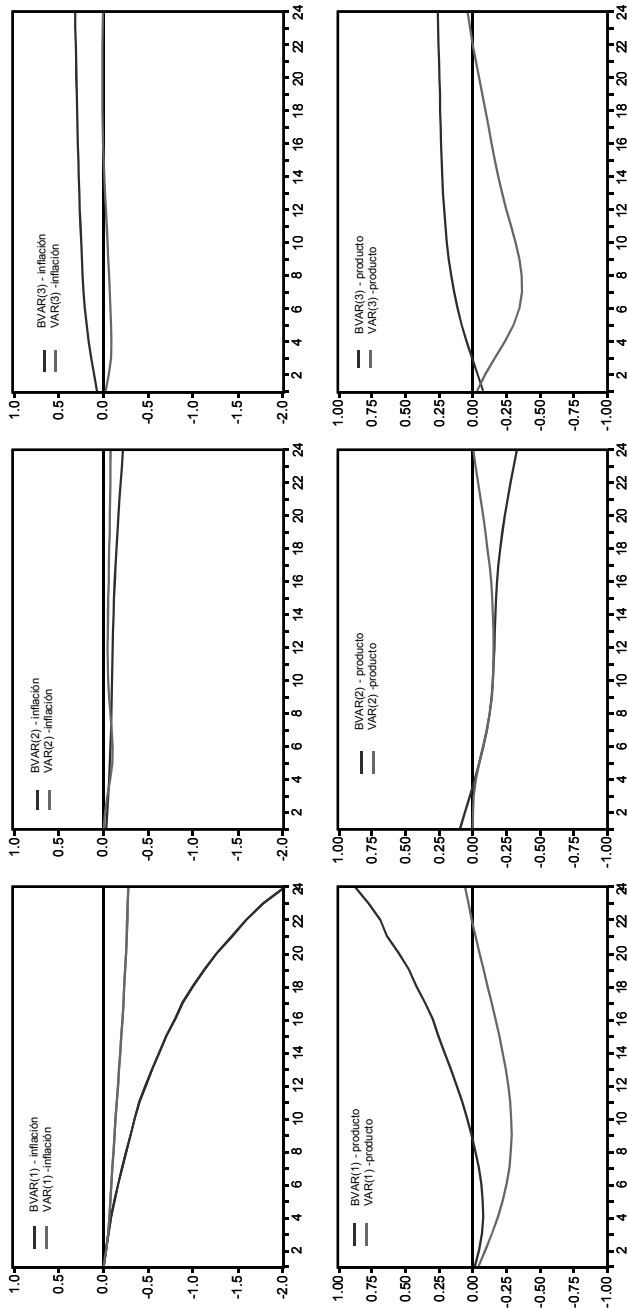 BVAR(1) - inflación
VAR(1) -inflación
1.0
0.5
0.0
-0.5
-1.0
-1.5
-2.0
2 4 6 8 10 12 14 16 18 20 22 24
BVAR(2) - inflación
VAR(2) -inflación
1.0
0.5
0.0
-0.5
-1.0
-1.5
-2.0
2 4 6 8 10 12 14 16 18 20 22 24
BVAR(3) - inflación
VAR(3) -inflación
1.0
0.5
0.0
-0.5
-1.0
-1.5
-2.0
2 4 6 8 10 12 14 16 18 20 22 24
BVAR(1) - producto
VAR(1) -producto
1.00
0.75
0.50
0.25
0.00
-0.25
-0.50
-0.75
-1.00
2 4 6 8 10 12 14 16 18 20 22 24
BVAR(2) - producto
VAR(2) -producto
1.00
0.75
0.50
0.25
0.00
-0.25
-0.50
-0.75
-1.00
2 4 6 8 10 12 14 16 18 20 22 24
BVAR(3) - producto
VAR(3) -producto
1.00
0.75
0.50
0.25
0.00
-0.25
-0.50
-0.75
-1.00
2 4 6 8 10 12 14 16 18 20 22 24